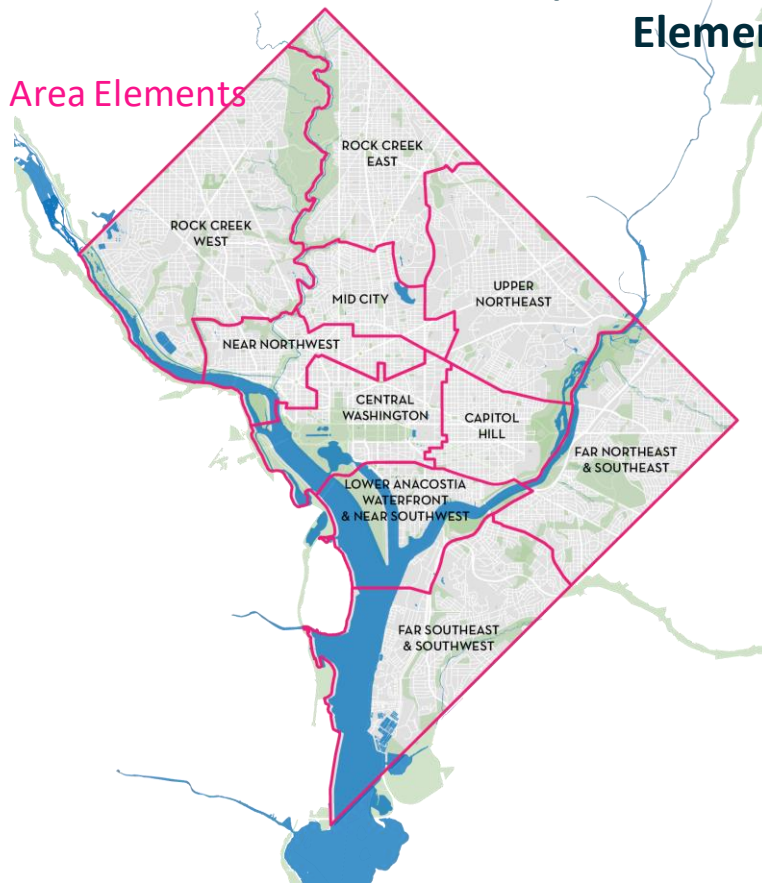 Elemen
Area Elements
ROCK CREEK
EAST
ROCK CREEK
WEST
UPPER
NORTHEAST
MID CITY
NEAR NORTHWEST
CENTRAL
WASHINGTON
CAPITOL
HILL
FAR NORTHEAST
& SOUTHEAST
LOWER ANACOSTIA
WATERFRONT
& NEAR SOUTHWEST
FAR SOUTHEAST
& SOUTHWEST